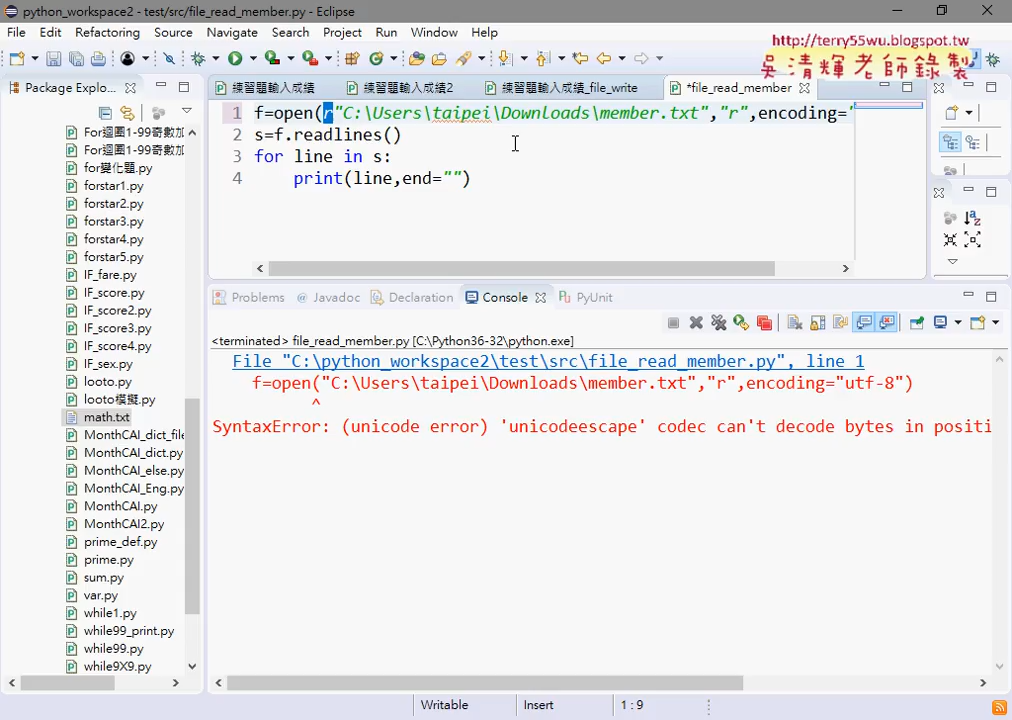 python_workspace2 - test/src/file_read_member.py - Eclipse
File Edit Refactoring Source Navigate Search Project Run Window Help
http://terry55wu.blogspot.tw
吳清輝老師錄製
Package Explo...
練習題輸入成績
練習題輸入成績2
練習題輸入成績_file_write
*file_read_member
For迴圈1-99奇數加
For迴圈1-99奇數加
for變化題.py
forstar1.py
forstar2.py
forstar3.py
forstar4.py
forstar5.py
IF_fare.py
IF_score.py
IF_score2.py
IF_score3.py
IF_score4.py
IF_sex.py
looto.py
looto模擬.py
math.txt
MonthCAI_dict_file
MonthCAI_dict.py
MonthCAI_else.py
MonthCAI_Eng.py
MonthCAI.py
MonthCAI2.py
prime_def.py
prime.py
sum.py
var.py
while1.py
while99_print.py
while99.py
while9X9.py
1 f=open(r"C:\Users\taipei\Downloads\member.txt","r",encoding="
2 s=f.readlines()
3 for line in s:
4 print(line,end="")
Problems @ Javadoc Declaration Console PyUnit
<terminated> file_read_member.py [C:\Python36-32\python.exe]
File "C:\python_workspace2\test\src\file_read_member.py", line 1
f=open("C:\Users\taipei\Downloads\member.txt","r",encoding="utf-8")
^
SyntaxError: (unicode error) 'unicodeescape' codec can't decode bytes in positi
Writable Insert 1 : 9